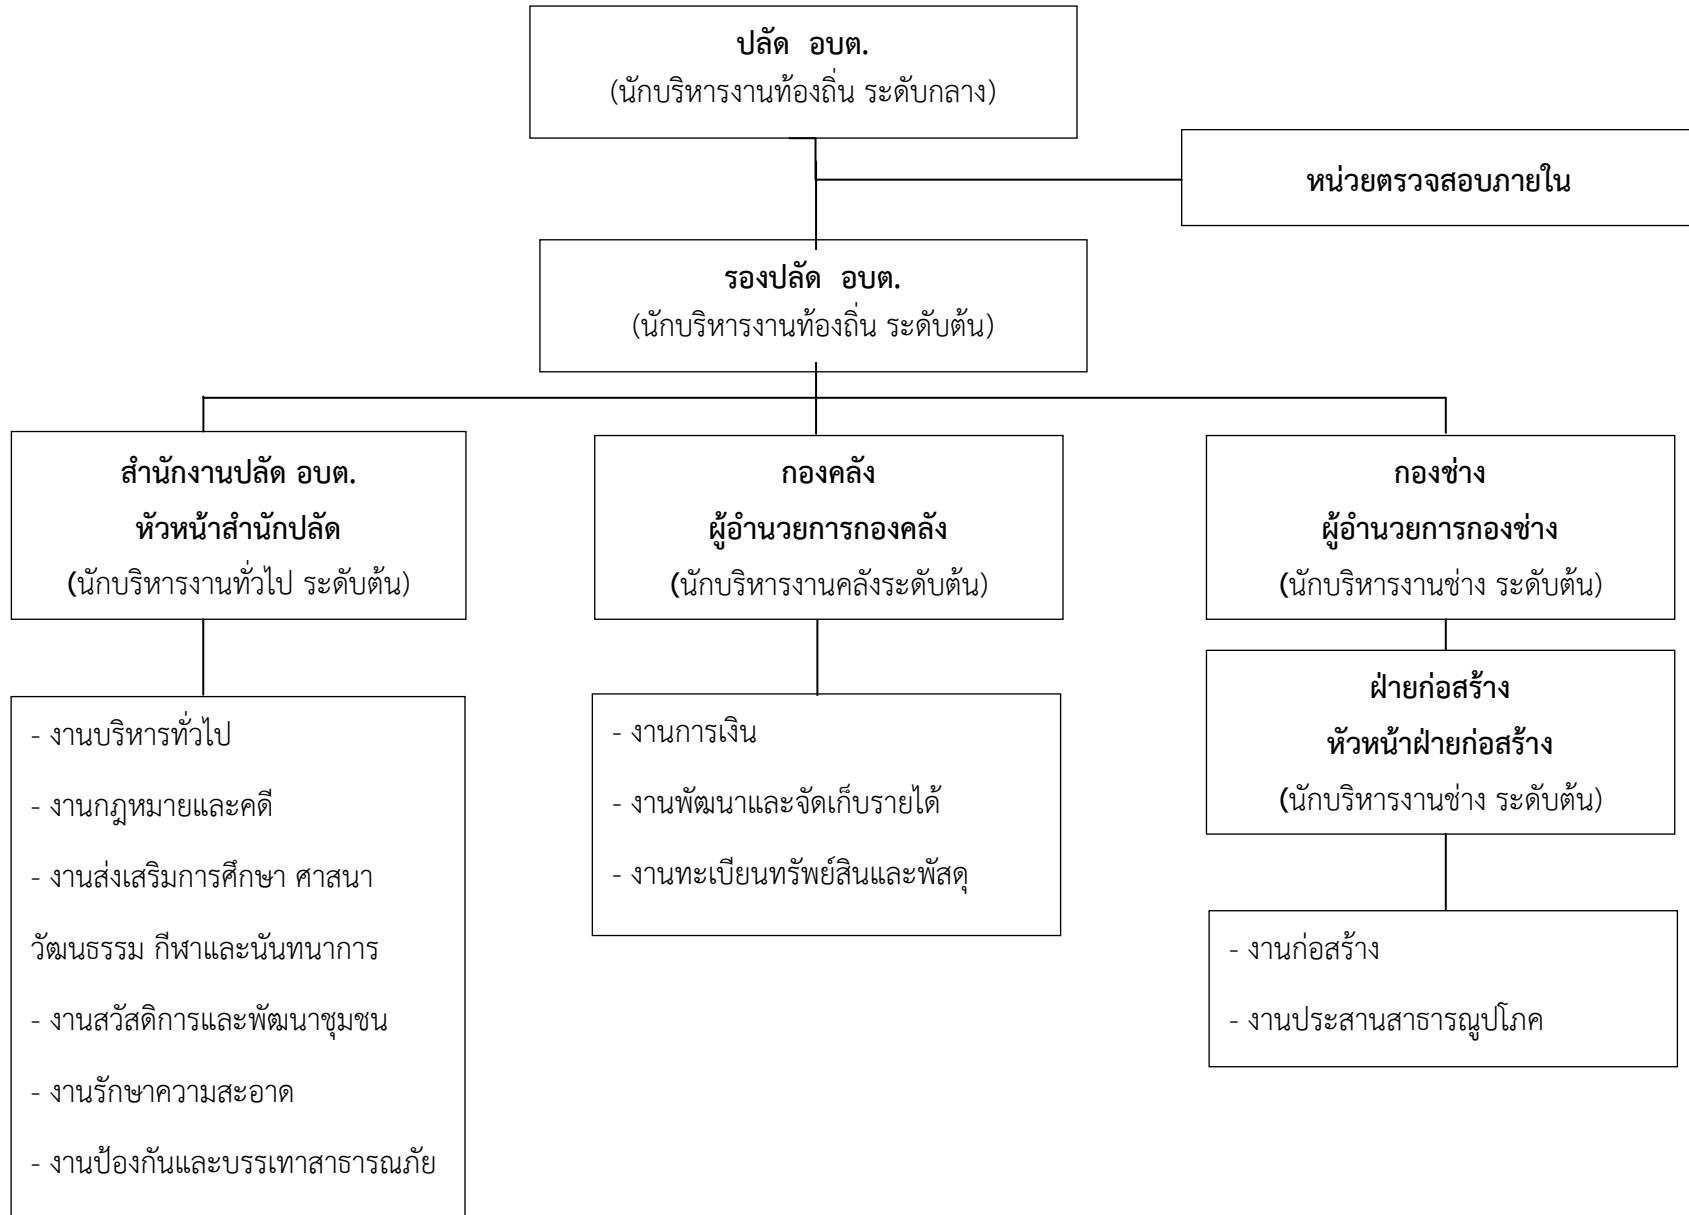 ปลัด  อบต.
(นักบริหารงานท้องถิ่น ระดับกลาง)
หน่วยตรวจสอบภายใน
รองปลัด  อบต.
(นักบริหารงานท้องถิ่น ระดับต้น)
สำนักงานปลัด อบต.
หัวหน้าสำนักปลัด
(นักบริหารงานทั่วไป ระดับต้น)
กองคลัง
ผู้อำนวยการกองคลัง
(นักบริหารงานคลังระดับต้น)
กองช่าง
ผู้อำนวยการกองช่าง
(นักบริหารงานช่าง ระดับต้น)
ฝ่ายก่อสร้าง
หัวหน้าฝ่ายก่อสร้าง
(นักบริหารงานช่าง ระดับต้น)
- งานบริหารทั่วไป
- งานกฎหมายและคดี
- งานส่งเสริมการศึกษา ศาสนา
วัฒนธรรม กีฬาและนันทนาการ
- งานสวัสดิการและพัฒนาชุมชน
- งานรักษาความสะอาด
- งานป้องกันและบรรเทาสาธารณภัย
- งานการเงิน
- งานพัฒนาและจัดเก็บรายได้
- งานทะเบียนทรัพย์สินและพัสดุ
- งานก่อสร้าง
- งานประสานสาธารณูปโภค